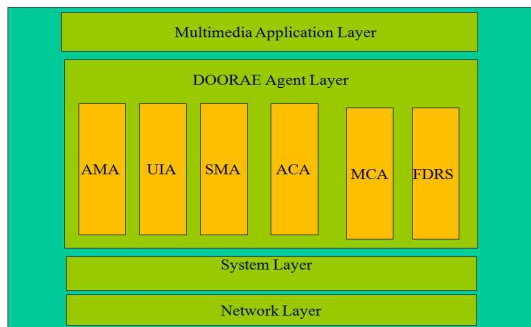 Multimedia Application Layer
DOORAE Agent Layer
AMA
UIA
SMA
ACA
MCA
FDRS
System Layer
Network Layer